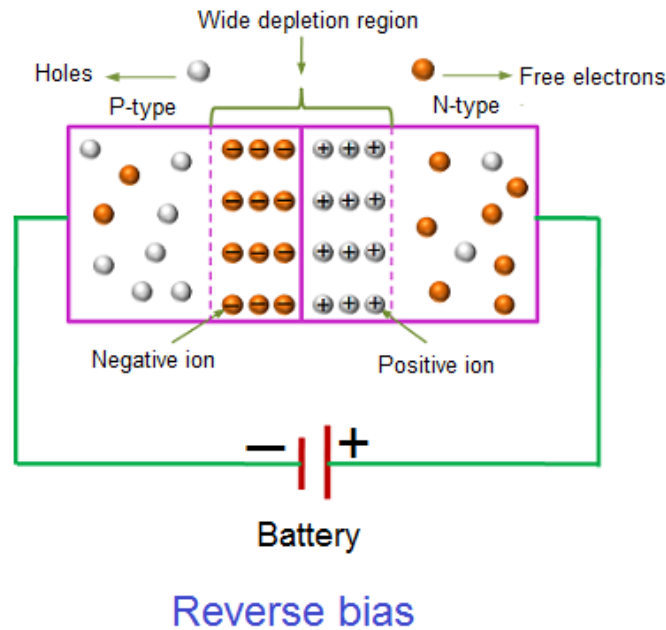 Wide depletion region
Holes
Free electrons
P-type
N-type
Negative ion
Positive ion
− +
Battery
Reverse bias